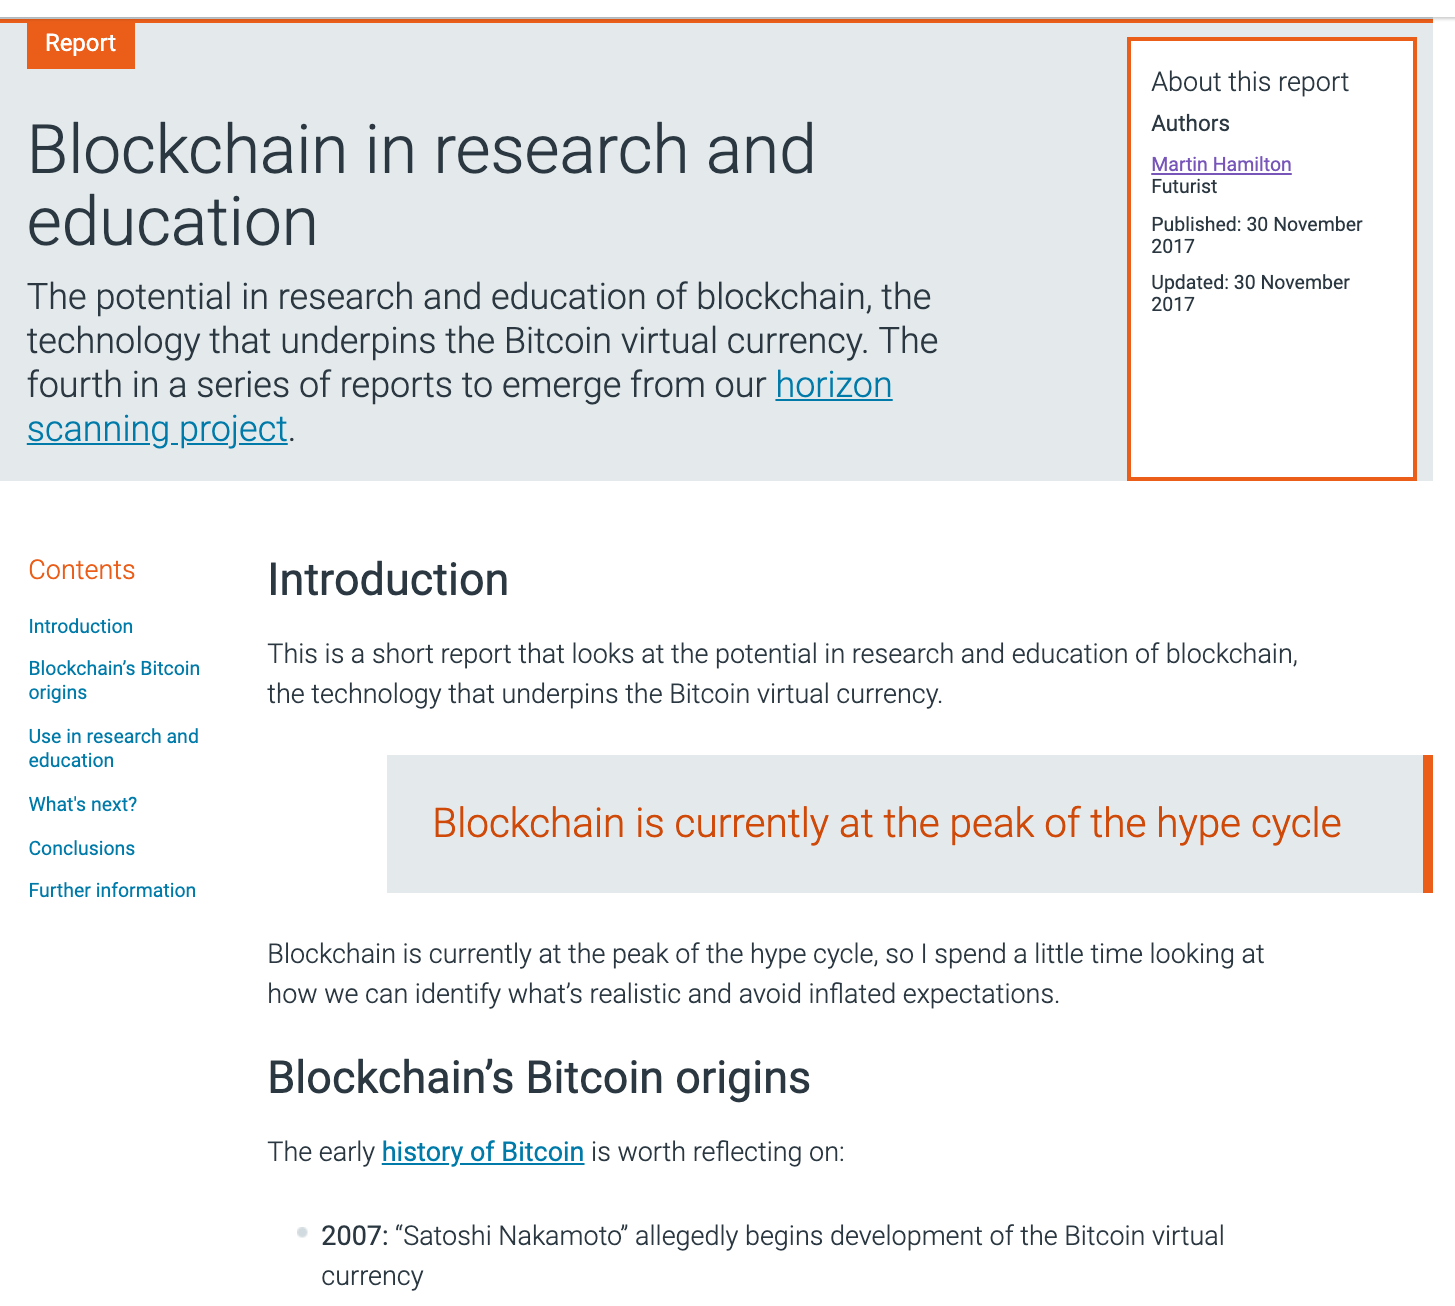 Report
Blockchain in research and
education
The potential in research and education of blockchain, the
technology that underpins the Bitcoin virtual currency. The
fourth in a series of reports to emerge from our horizon
scanning project.
About this report
Authors
Martin Hamilton
Futurist
Published: 30 November
2017
Updated: 30 November
2017
Contents
Introduction
Blockchain’s Bitcoin
origins
Use in research and
education
What's next?
Conclusions
Further information
Introduction
This is a short report that looks at the potential in research and education of blockchain,
the technology that underpins the Bitcoin virtual currency.
Blockchain is currently at the peak of the hype cycle
Blockchain is currently at the peak of the hype cycle, so I spend a little time looking at
how we can identify what’s realistic and avoid inflated expectations.
Blockchain’s Bitcoin origins
The early history of Bitcoin is worth reflecting on:
2007: “Satoshi Nakamoto” allegedly begins development of the Bitcoin virtual
currency